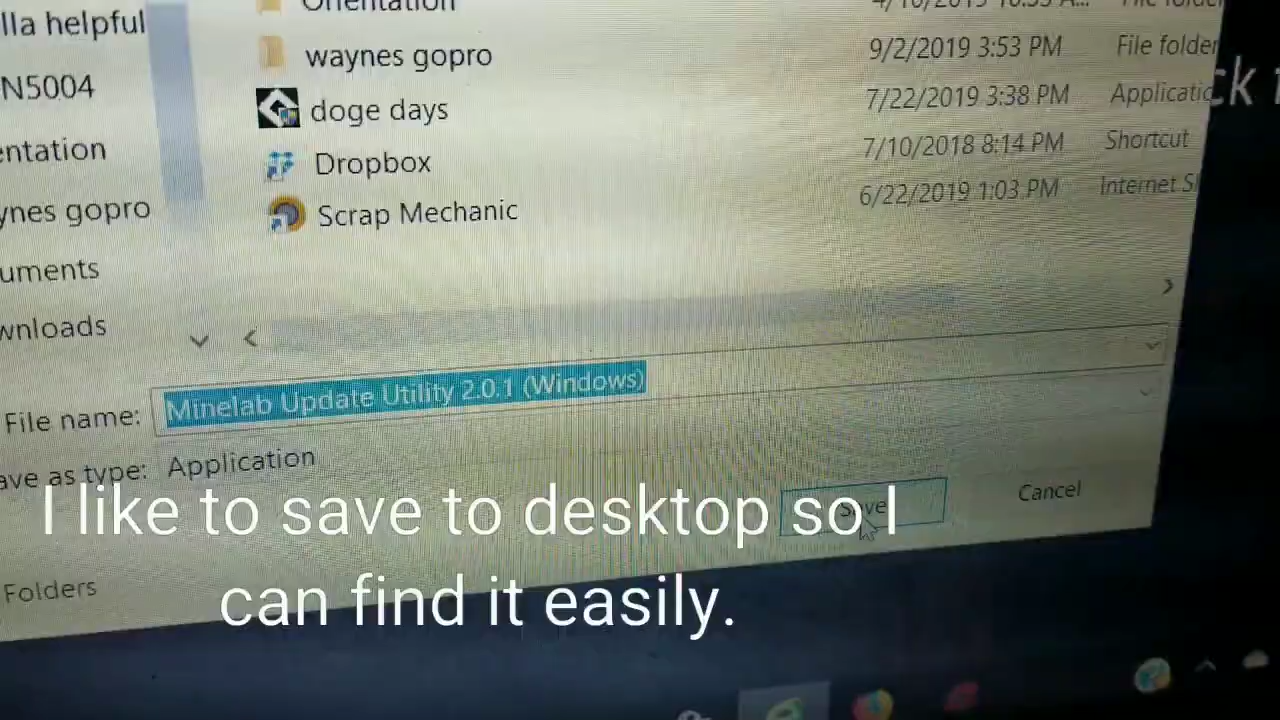 lla helpful
N5004
entation
ynes gopro
uments
wnloads
Orientation
waynes gopro 9/2/2019 3:53 PM File folder
doge days 7/22/2019 3:38 PM Applicatio
Dropbox 7/10/2018 8:14 PM Shortcut
Scrap Mechanic 6/22/2019 1:03 PM Internet S
ck
File name: Minelab Update Utility 2.0.1 (Windows)
ave as type: Application
Save Cancel
Folders
I like to save to desktop so I
can find it easily.